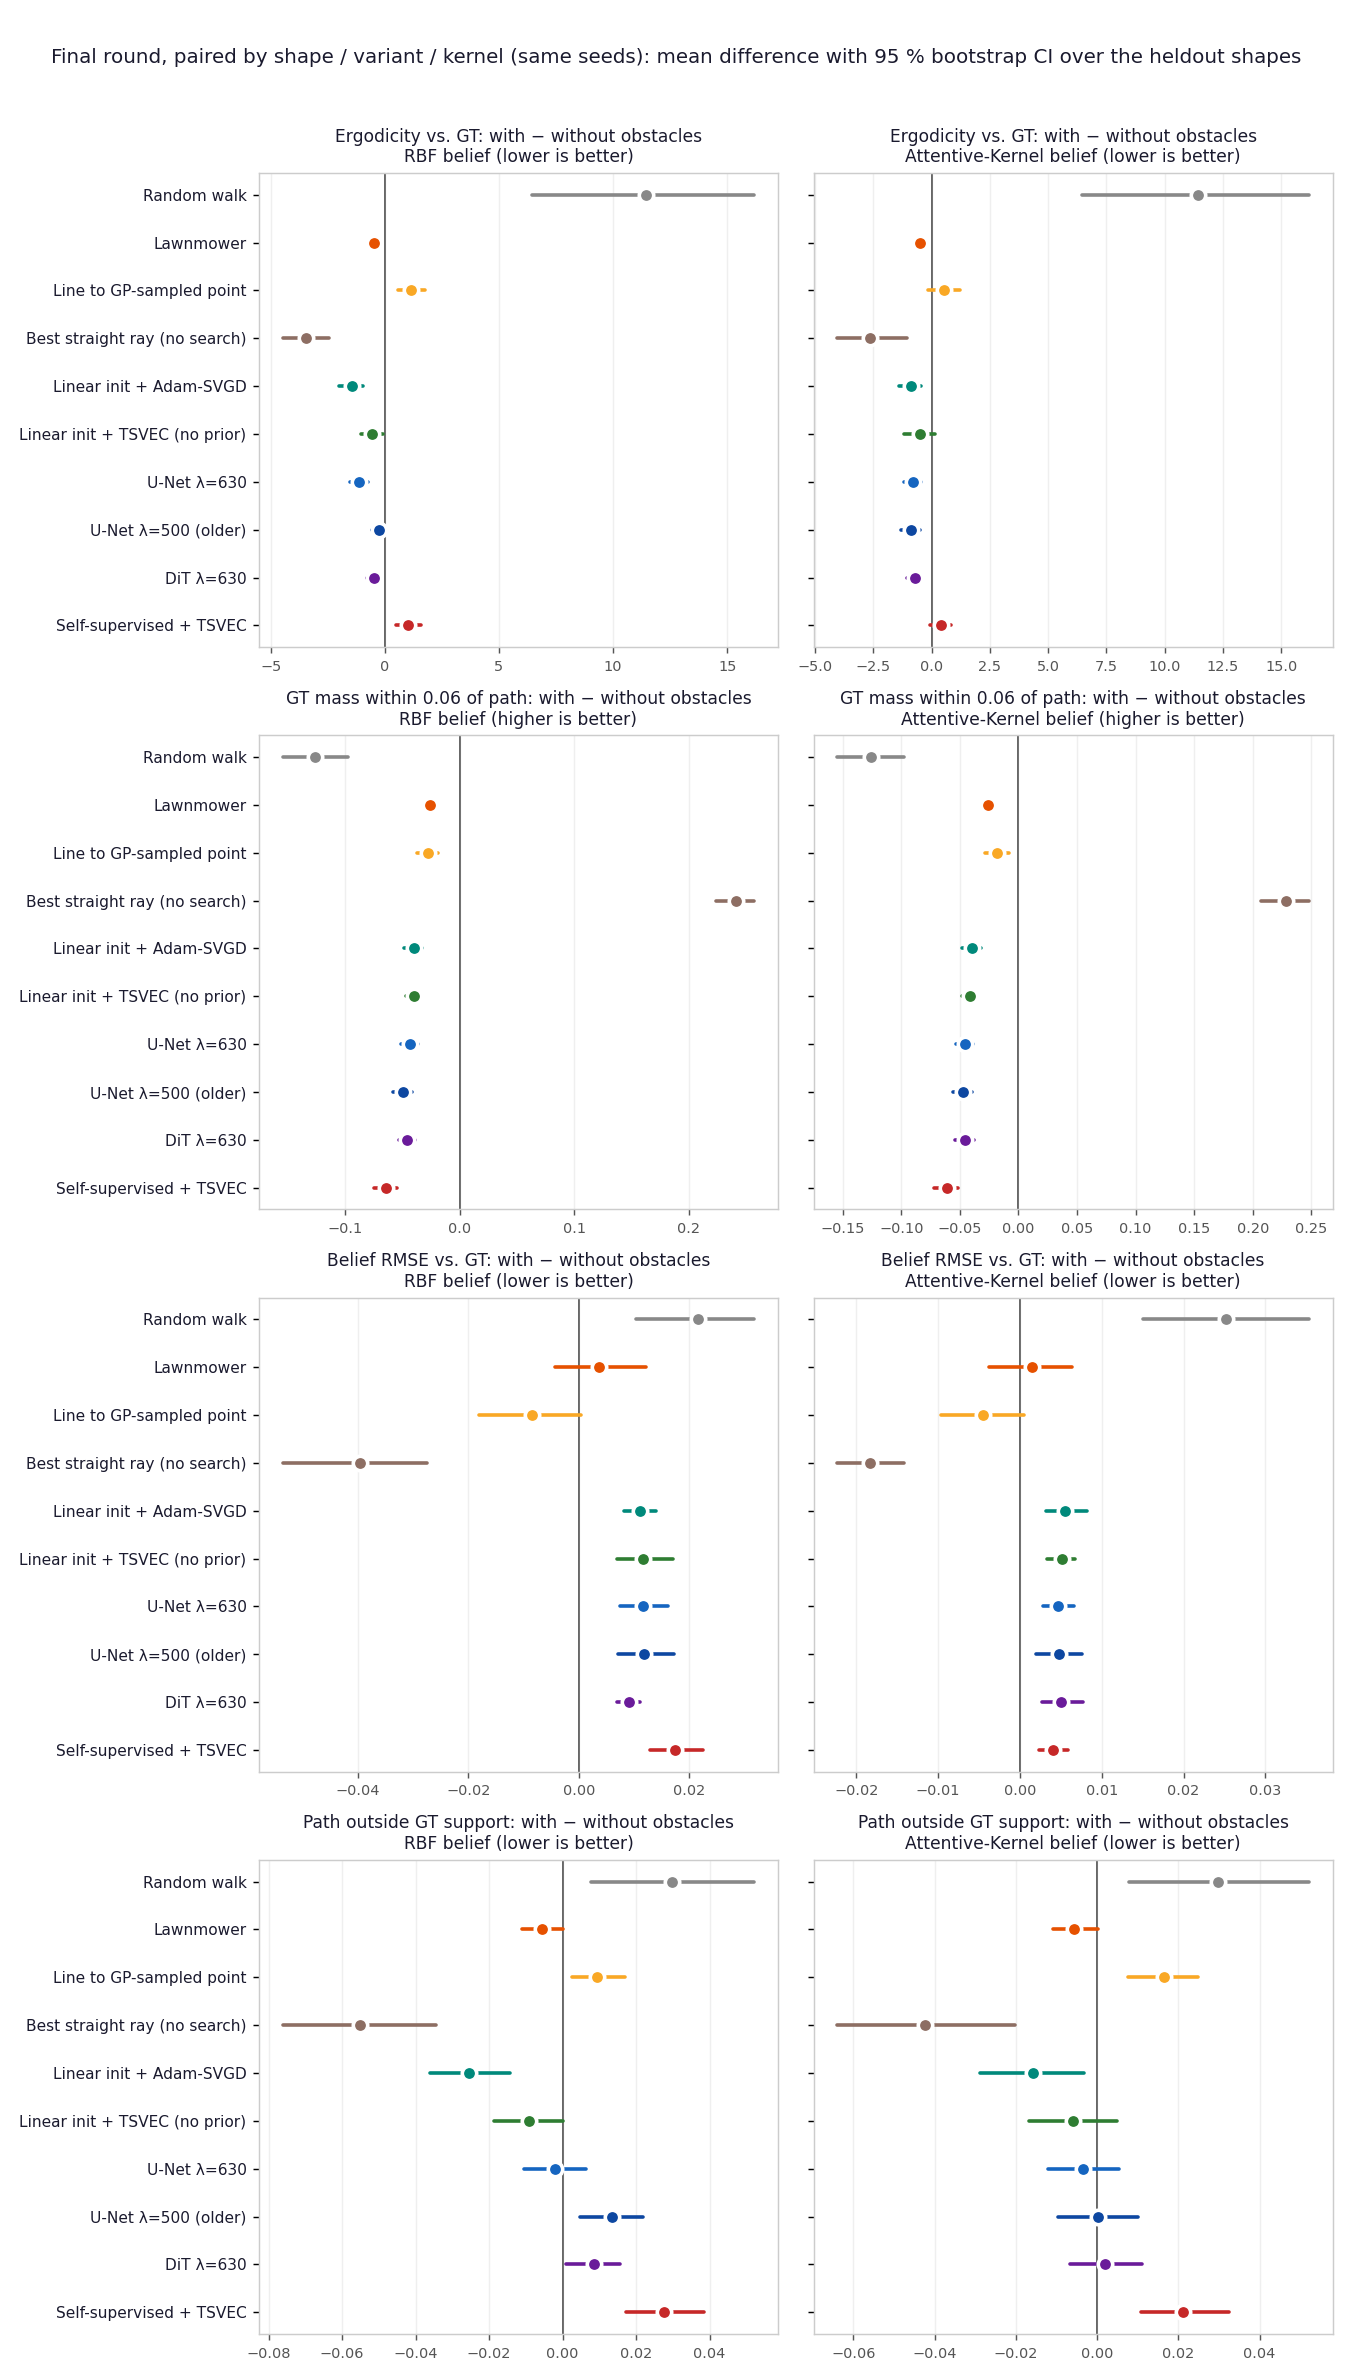 Final round, paired by shape / variant / kernel (same seeds): mean difference with 95 % bootstrap CI over the heldout shapes
Ergodicity vs. GT: with − without obstacles
RBF belief (lower is better)
Ergodicity vs. GT: with − without obstacles
Attentive-Kernel belief (lower is better)
Random walk
Lawnmower
Line to GP-sampled point
Best straight ray (no search)
Linear init + Adam-SVGD
Linear init + TSVEC (no prior)
U-Net λ=630
U-Net λ=500 (older)
DiT λ=630
Self-supervised + TSVEC
−5 0 5 10 15
−5.0 −2.5 0.0 2.5 5.0 7.5 10.0 12.5 15.0
GT mass within 0.06 of path: with − without obstacles
RBF belief (higher is better)
GT mass within 0.06 of path: with − without obstacles
Attentive-Kernel belief (higher is better)
Random walk
Lawnmower
Line to GP-sampled point
Best straight ray (no search)
Linear init + Adam-SVGD
Linear init + TSVEC (no prior)
U-Net λ=630
U-Net λ=500 (older)
DiT λ=630
Self-supervised + TSVEC
−0.1 0.0 0.1 0.2
−0.15 −0.10 −0.05 0.00 0.05 0.10 0.15 0.20 0.25
Belief RMSE vs. GT: with − without obstacles
RBF belief (lower is better)
Belief RMSE vs. GT: with − without obstacles
Attentive-Kernel belief (lower is better)
Random walk
Lawnmower
Line to GP-sampled point
Best straight ray (no search)
Linear init + Adam-SVGD
Linear init + TSVEC (no prior)
U-Net λ=630
U-Net λ=500 (older)
DiT λ=630
Self-supervised + TSVEC
−0.04 −0.02 0.00 0.02
−0.02 −0.01 0.00 0.01 0.02 0.03
Path outside GT support: with − without obstacles
RBF belief (lower is better)
Path outside GT support: with − without obstacles
Attentive-Kernel belief (lower is better)
Random walk
Lawnmower
Line to GP-sampled point
Best straight ray (no search)
Linear init + Adam-SVGD
Linear init + TSVEC (no prior)
U-Net λ=630
U-Net λ=500 (older)
DiT λ=630
Self-supervised + TSVEC
−0.08 −0.06 −0.04 −0.02 0.00 0.02 0.04
−0.06 −0.04 −0.02 0.00 0.02 0.04